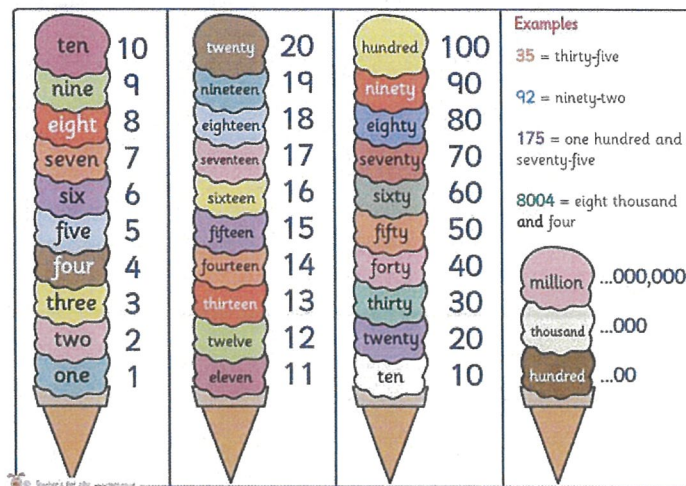 ten 10
nine 9
eight 8
seven 7
six 6
five 5
four 4
three 3
two 2
one 1
twenty 20
nineteen 19
eighteen 18
seventeen 17
sixteen 16
fifteen 15
fourteen 14
thirteen 13
twelve 12
eleven 11
hundred 100
ninety 90
eighty 80
seventy 70
sixty 60
fifty 50
forty 40
thirty 30
twenty 20
ten 10
Examples
35 = thirty-five
92 = ninety-two
175 = one hundred and
seventy-five
8004 = eight thousand
and four
million ...000,000
thousand ...000
hundred ...00